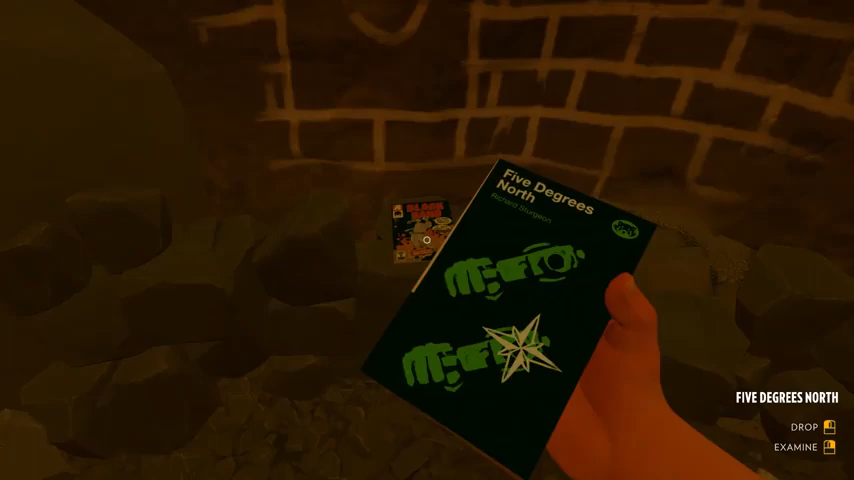 Five Degrees
North
Richard Sturgeon
FIVE DEGREES NORTH
DROP
EXAMINE